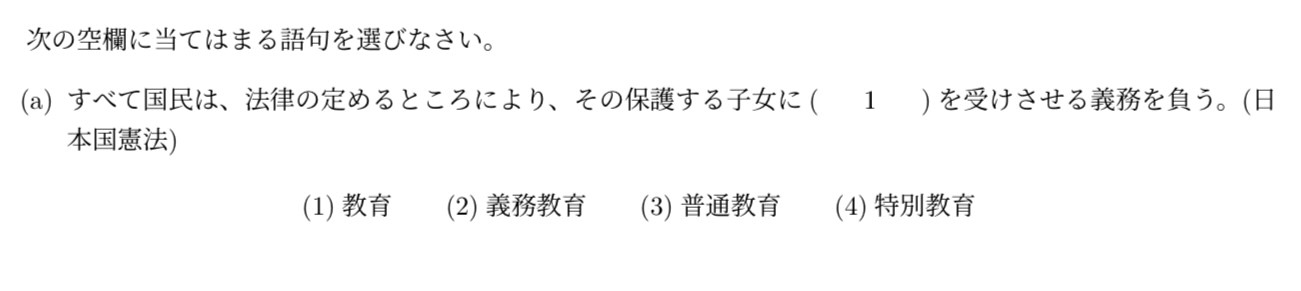 次の空欄に当てはまる語句を選びなさい。
(a) すべて国民は、法律の定めるところにより、その保護する子女に ( 1 ) を受けさせる義務を負う。(日
本国憲法)
(1) 教育 (2) 義務教育 (3) 普通教育 (4) 特別教育